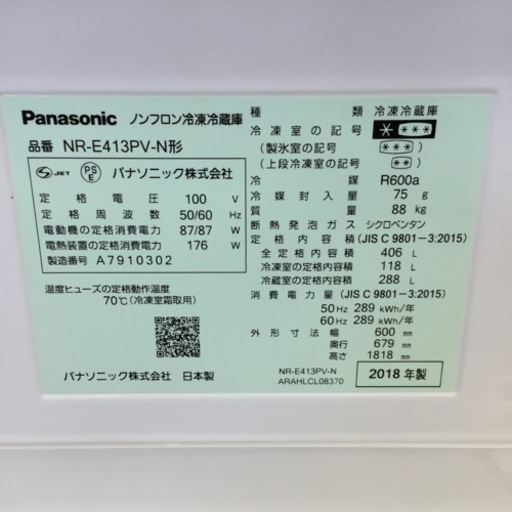 Panasonic ノンフロン冷凍冷蔵庫
品番 NR-E413PV-N形
S JET PS E パナソニック株式会社
定格電圧 100 V
定格周波数 50/60 Hz
電動機の定格消費電力 87/87 W
電熱装置の定格消費電力 176 W
製造番号 A7910302
温度ヒューズの定格動作温度
70℃(冷凍室霜取用)
パナソニック株式会社 日本製
種類 冷凍冷蔵庫
冷凍室の記号 * ***
(製氷室の記号) ***
(上段冷凍室の記号) **
冷媒 R600a
冷媒封入量 75 g
質量 88 kg
断熱発泡ガス シクロペンタン
定格内容積 (JIS C 9801-3:2015)
全定格内容積 406 L
冷凍室の定格内容積 118 L
冷蔵室の定格内容積 288 L
消費電力量 (JIS C 9801-3:2015)
50Hz 289 kWh/年
60Hz 289 kWh/年
外形寸法 幅 600 mm
奥行 679 mm
高さ 1818 mm
NR-E413PV-N
ARAHLCL08370
2018年製